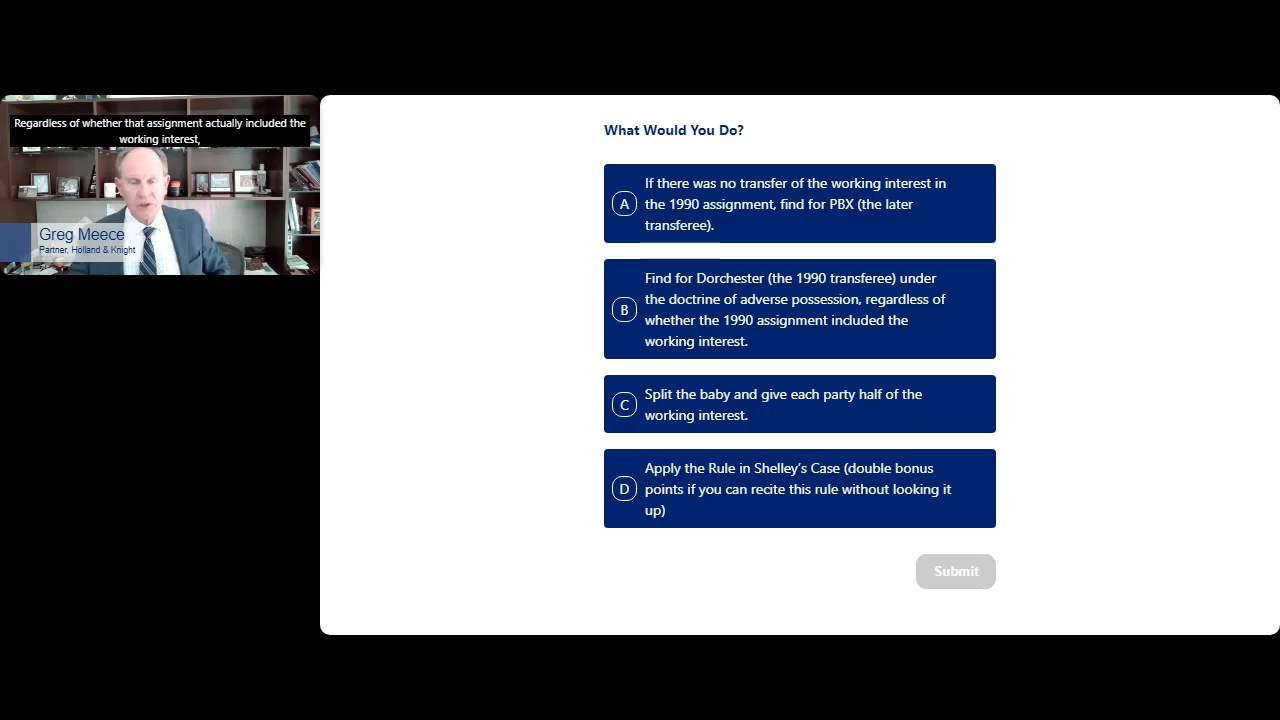 Regardless of whether that assignment actually included the
working interest,
Greg Meece
Partner, Holland & Knight
What Would You Do?
A
If there was no transfer of the working interest in
the 1990 assignment, find for PBX (the later
transferee).
B
Find for Dorchester (the 1990 transferee) under
the doctrine of adverse possession, regardless of
whether the 1990 assignment included the
working interest.
C
Split the baby and give each party half of the
working interest.
D
Apply the Rule in Shelley’s Case (double bonus
points if you can recite this rule without looking it
up)
Submit